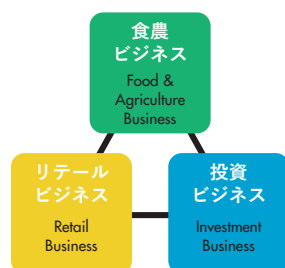 食農
ビジネス
Food &
Agriculture
Business
リテール
ビジネス
Retail
Business
投資
ビジネス
Investment
Business